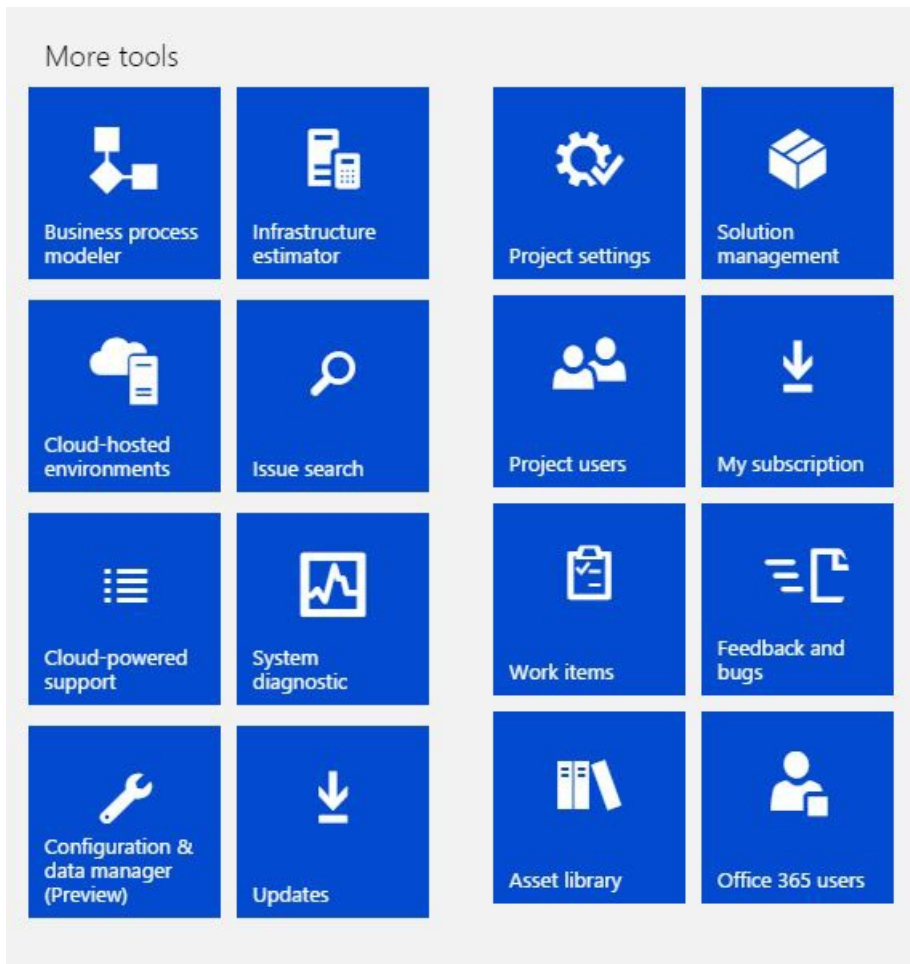 More tools
Business process
modeler
Infrastructure
estimator
Project settings
Solution
management
Cloud-hosted
environments
Issue search
Project users
My subscription
Cloud-powered
support
System
diagnostic
Work items
Feedback and
bugs
Configuration &
data manager
(Preview)
Updates
Asset library
Office 365 users